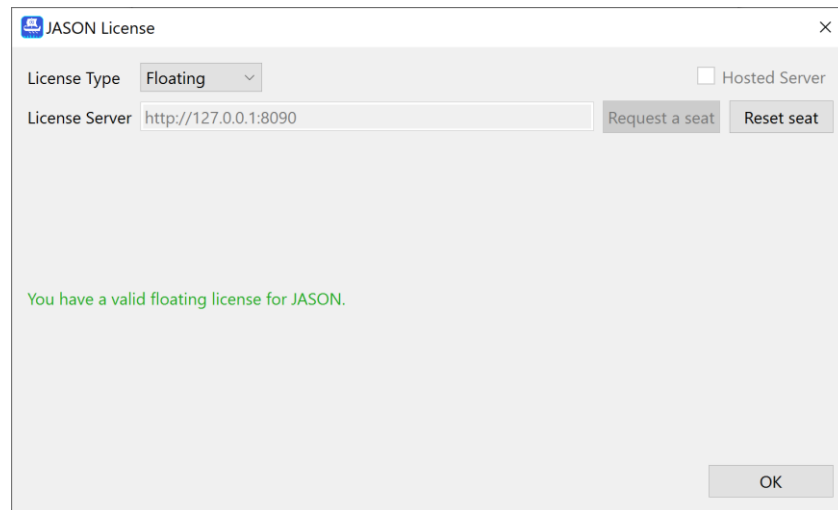 JASON License
License Type Floating Hosted Server
License Server http://127.0.0.1:8090 Request a seat Reset seat
You have a valid floating license for JASON.
OK